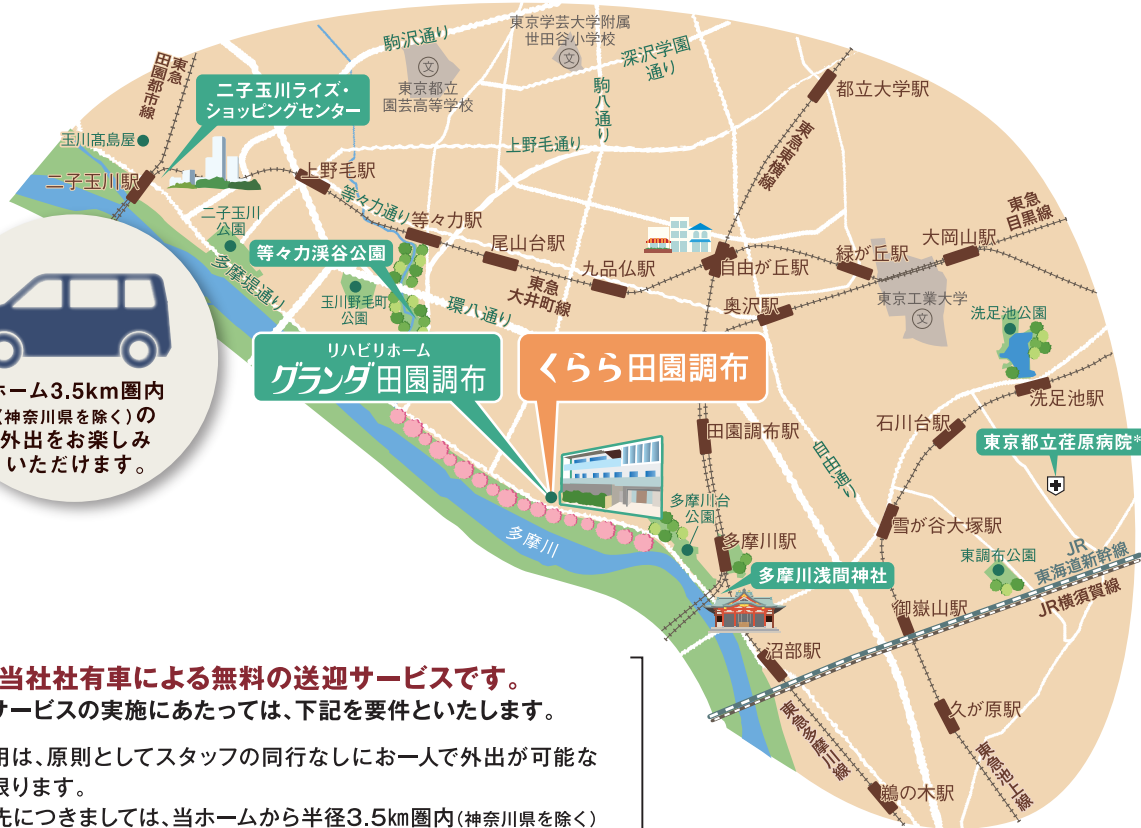 駒沢通り
東京学芸大学附属
世田谷小学校
文
深沢学園
通り
東急
田園都市線
文
東京都立
園芸高等学校
駒八通り
都立大学駅
二子玉川ライズ・
ショッピングセンター
玉川髙島屋
上野毛通り
東急東横線
二子玉川駅
上野毛駅
等々力通り
等々力駅
二子玉川
公園
尾山台駅
東急
目黒線
大岡山駅
緑が丘駅
等々力渓谷公園
九品仏駅
自由が丘駅
多摩堤通り
東急
大井町線
玉川野毛町
公園
環八通り
奥沢駅
東京工業大学
文
洗足池公園
リハビリホーム
グランダ田園調布
くらら田園調布
洗足池駅
ホーム3.5km圏内
(神奈川県を除く)の
外出をお楽しみ
いただけます。
田園調布駅
石川台駅
自由通り
東京都立荏原病院*
多摩川台
公園
雪が谷大塚駅
多摩川
多摩川駅
東調布公園
JR
東海道新幹線
多摩川浅間神社
JR横須賀線
御嶽山駅
沼部駅
当社社有車による無料の送迎サービスです。
サービスの実施にあたっては、下記を要件といたします。
久が原駅
東急多摩川線
東急池上線
用は、原則としてスタッフの同行なしにお一人で外出が可能な
限ります。
鵜の木駅
先につきましては、当ホームから半径3.5km圏内(神奈川県を除く)